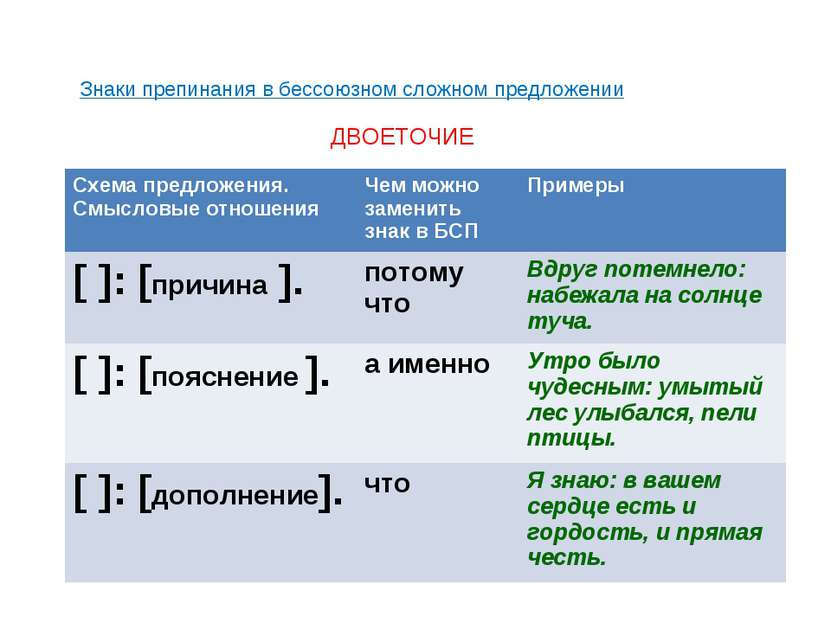 Знаки препинания в бессоюзном сложном предложении
ДВОЕТОЧИЕ
Схема предложения.
Смысловые отношения
Чем можно
заменить
знак в БСП
Примеры
[ ]: [причина ].
потому
что
Вдруг потемнело:
набежала на солнце
туча.
[ ]: [пояснение ].
а именно
Утро было
чудесным: умытый
лес улыбался, пели
птицы.
[ ]: [дополнение].
что
Я знаю: в вашем
сердце есть и
гордость, и прямая
честь.